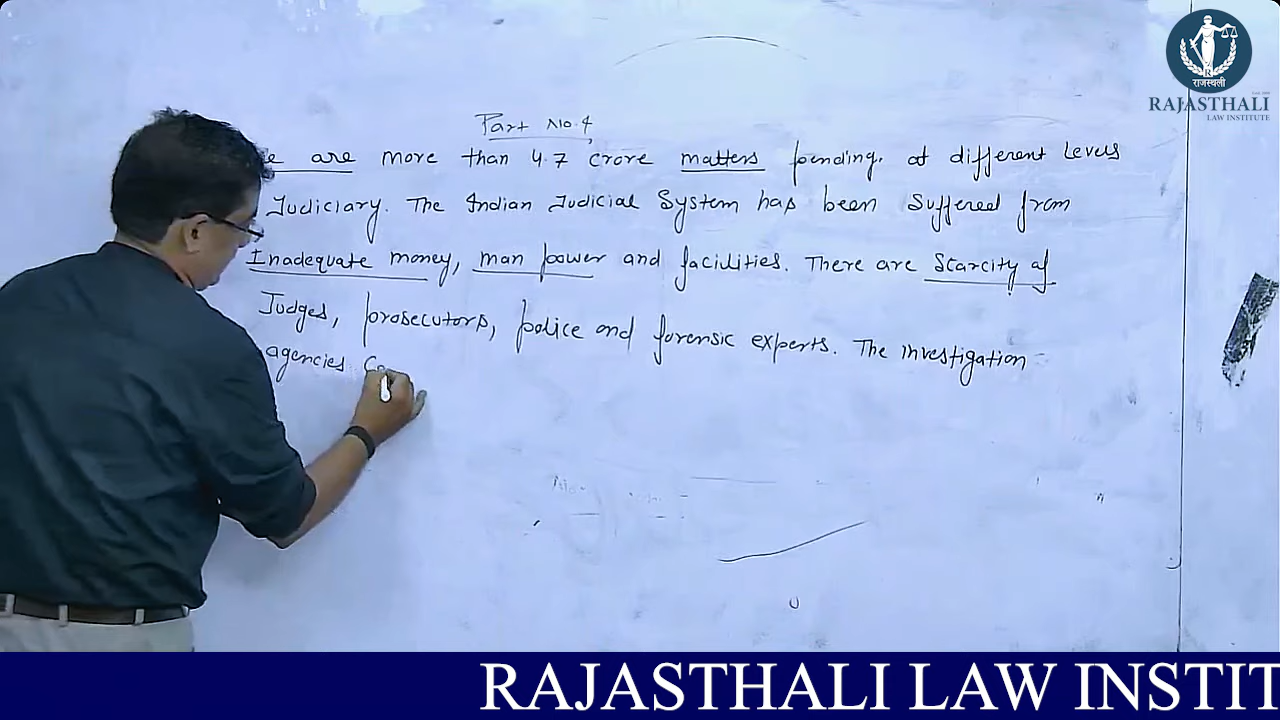 राजस्थली
RAJASTHALI
LAW INSTITUTE
Part No. 4
are more than 4.7 crore matters pending. at different Levels
Judiciary. The Indian Judicial System has been Suffered from
Inadequate money, man power and facilities. There are Scarcity of
Judges, prosecutors, police and forensic experts. The investigation
agencies
RAJASTHALI LAW INSTIT